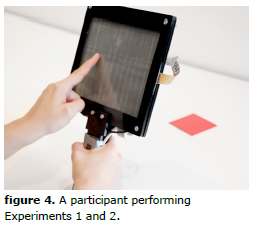 figure 4. A participant performing
Experiments 1 and 2.